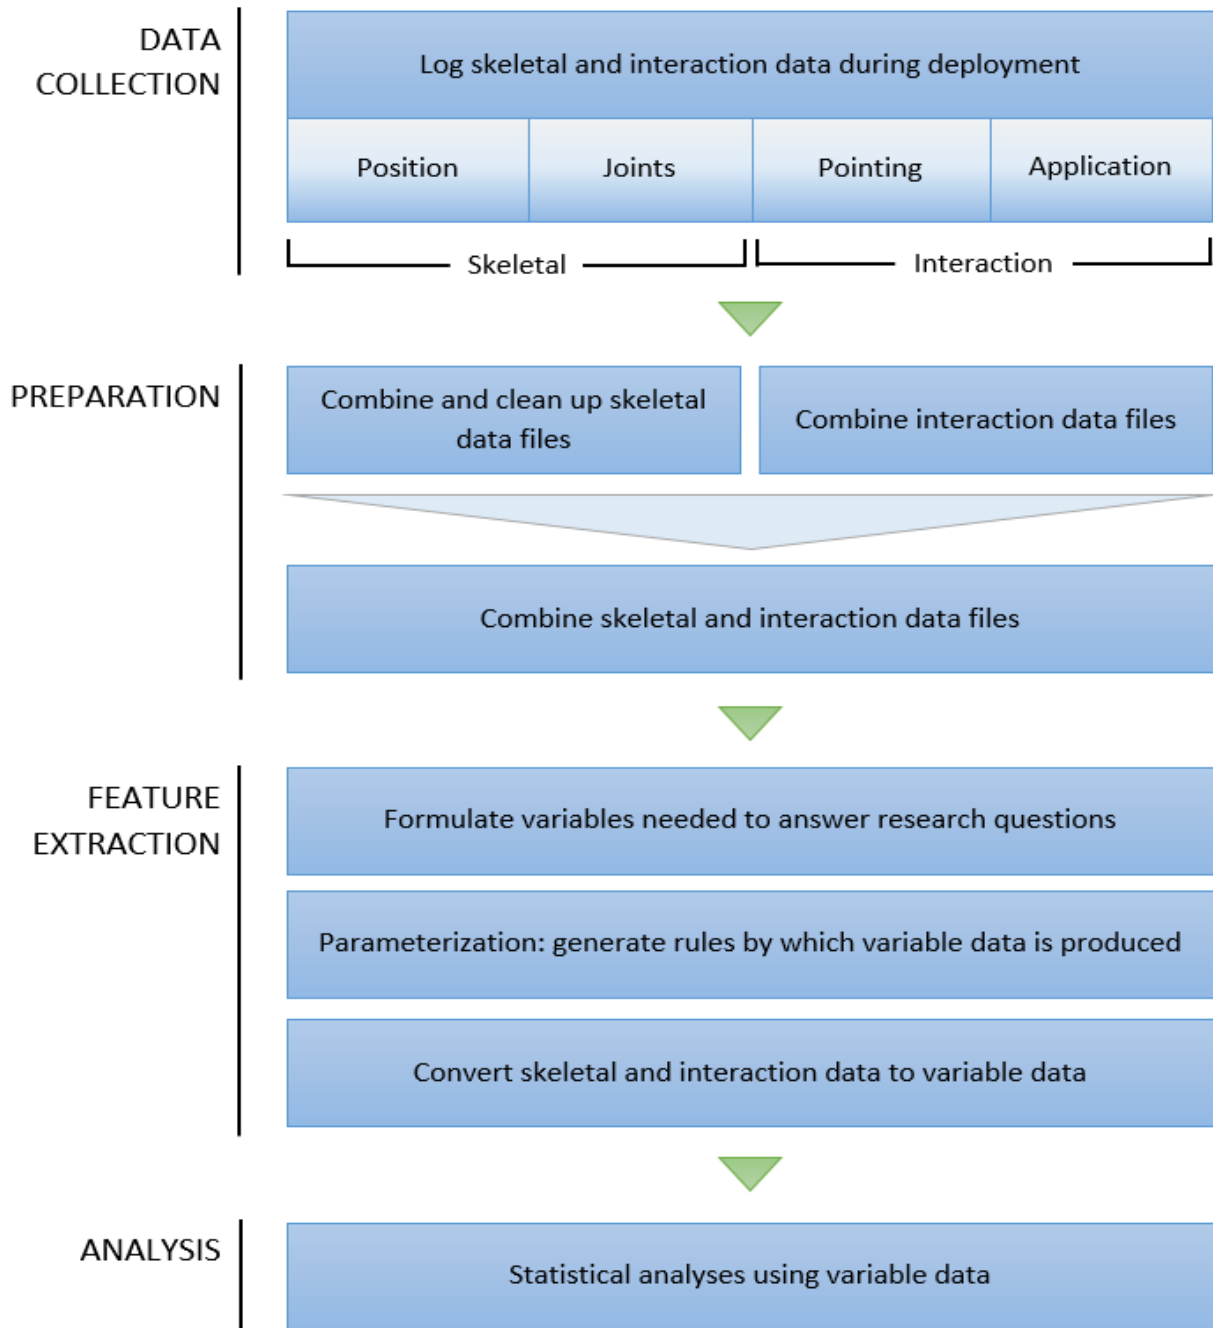 DATA
COLLECTION
Log skeletal and interaction data during deployment
Position
Joints
Pointing
Application
Skeletal
Interaction
PREPARATION
Combine and clean up skeletal
data files
Combine interaction data files
Combine skeletal and interaction data files
FEATURE
EXTRACTION
Formulate variables needed to answer research questions
Parameterization: generate rules by which variable data is produced
Convert skeletal and interaction data to variable data
ANALYSIS
Statistical analyses using variable data